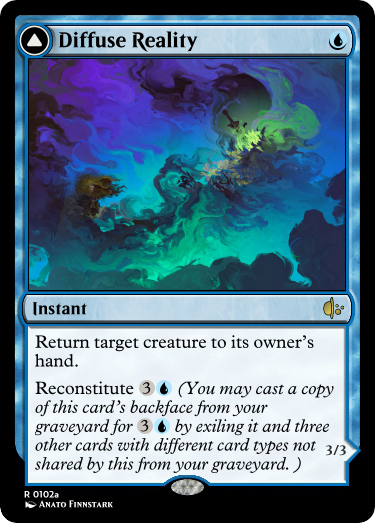 Diffuse Reality
Instant
Return target creature to its owner's
hand.
Reconstitute 3 (You may cast a copy
of this card's backface from your
graveyard for 3 by exiling it and three
other cards with different card types not
shared by this from your graveyard. )
3/3
R 0102a
Anato Finnstark